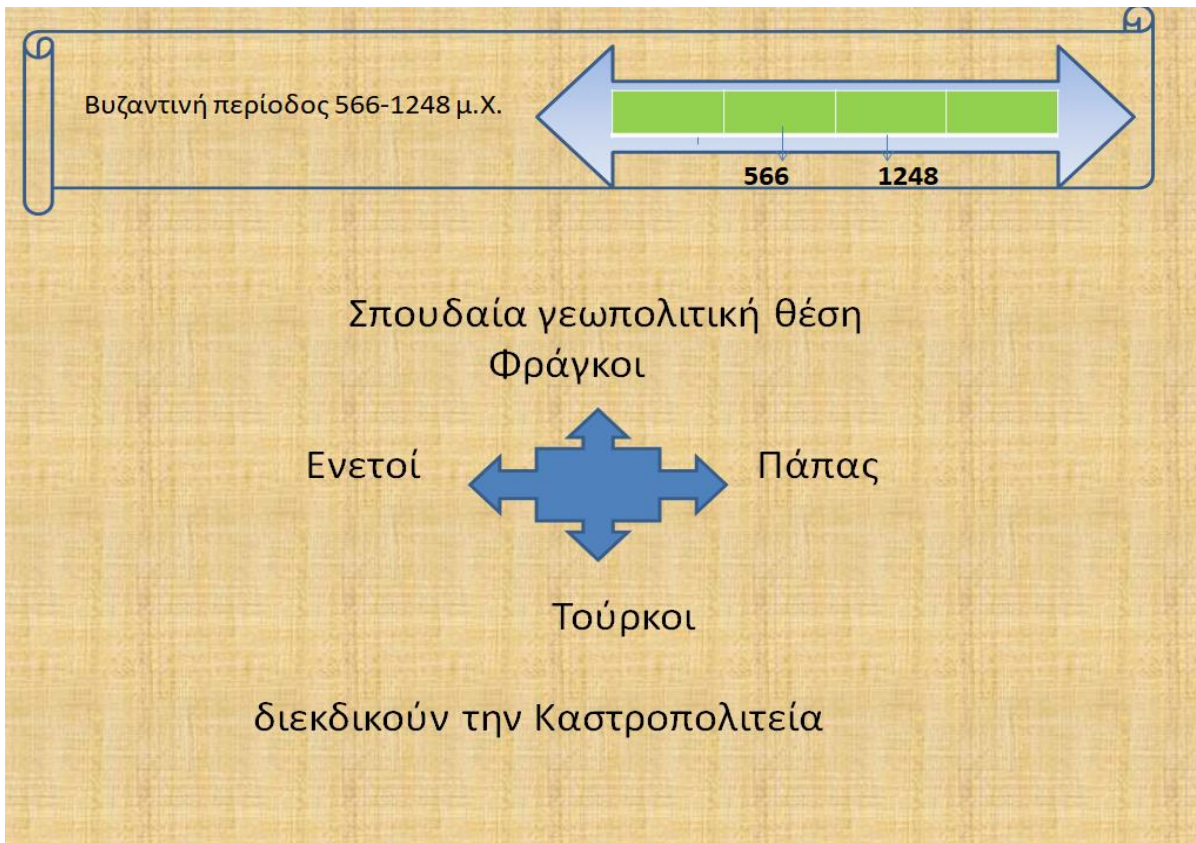 Βυζαντινή περίοδος 566-1248 μ.Χ.
566 1248
Σπουδαία γεωπολιτική θέση
Φράγκοι
Ενετοί Πάπας
Τούρκοι
διεκδικούν την Καστροπολιτεία